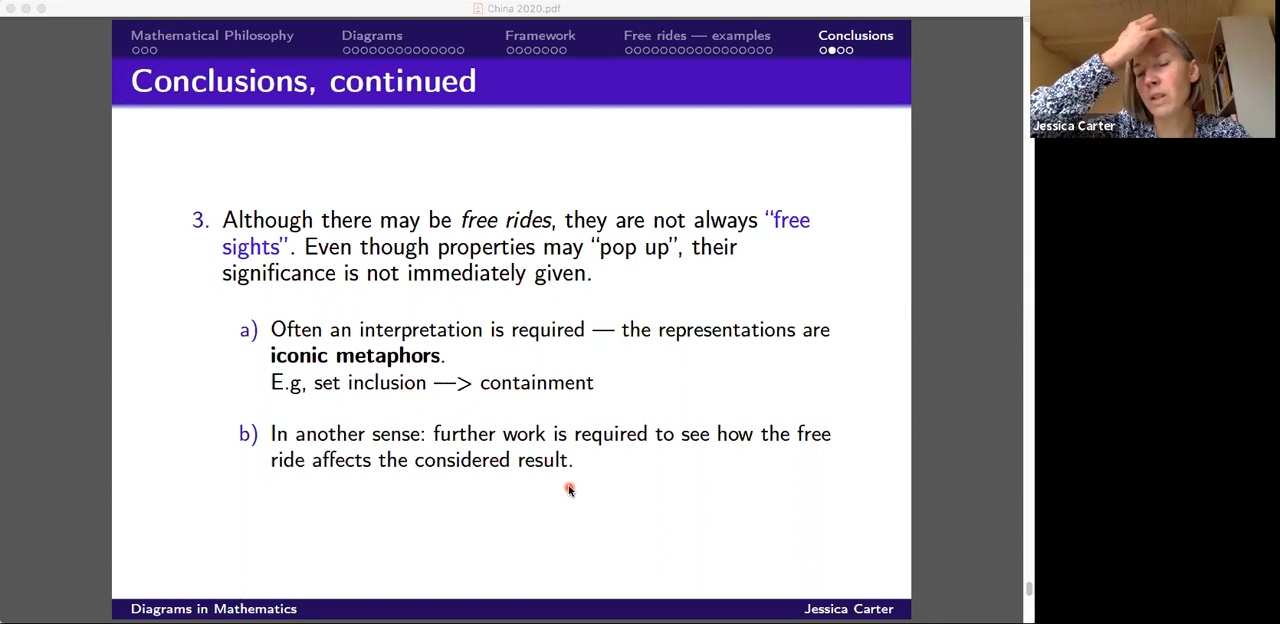 China 2020.pdf
Mathematical Philosophy Diagrams Framework Free rides — examples Conclusions
Conclusions, continued
3. Although there may be free rides, they are not always “free
sights”. Even though properties may “pop up”, their
significance is not immediately given.
a) Often an interpretation is required — the representations are
iconic metaphors.
E.g, set inclusion —> containment
b) In another sense: further work is required to see how the free
ride affects the considered result.
Diagrams in Mathematics Jessica Carter
Jessica Carter